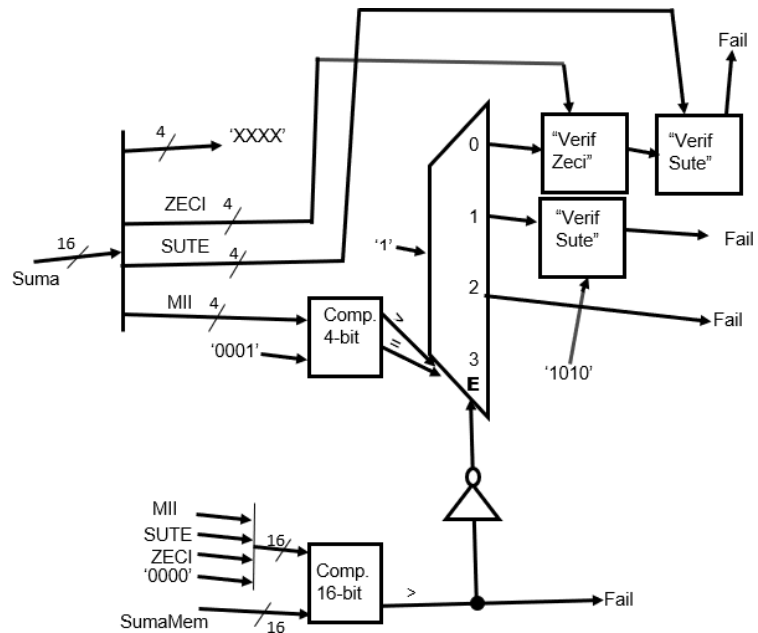 Fail
4
'XXXX'
0
"Verif
Zeci"
"Verif
Sute"
ZECI
4
1
"Verif
Sute"
16
SUTE
4
'1'
Fail
Suma
MII
4
Comp.
4-bit
>
=
2
Fail
'0001'
3
E
'1010'
MII
SUTE
ZECI
'0000'
16
Comp.
16-bit
>
Fail
SumaMem
16